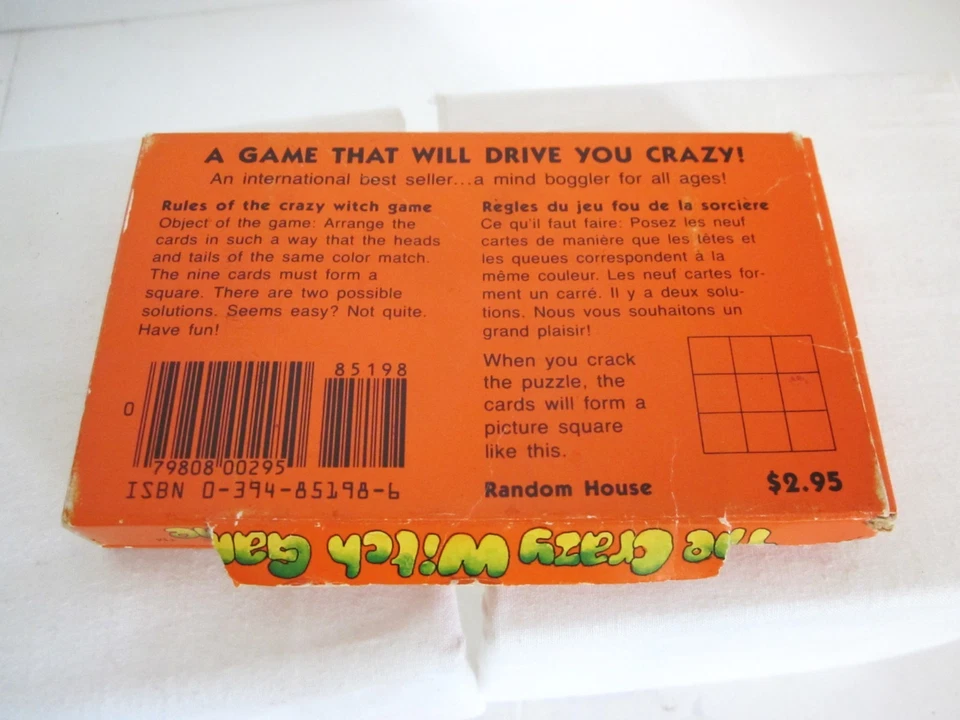 A GAME THAT WILL DRIVE YOU CRAZY!
An international best seller...a mind boggler for all ages!
Rules of the crazy witch game
Object of the game: Arrange the
cards in such a way that the heads
and tails of the same color match.
The nine cards must form a
square. There are two possible
solutions. Seems easy? Not quite.
Have fun!
Règles du jeu fou de la sorcière
Ce qu'il faut faire: Posez les neuf
cartes de manière que les têtes et
les queues correspondent à la
même couleur. Les neuf cartes for-
ment un carré. Il y a deux solu-
tions. Nous vous souhaitons un
grand plaisir!
When you crack
the puzzle, the
cards will form a
picture square
like this.
85198
0
79808 00295
ISBN 0-394-85198-6
Random House
$2.95
The Crazy Witch Game